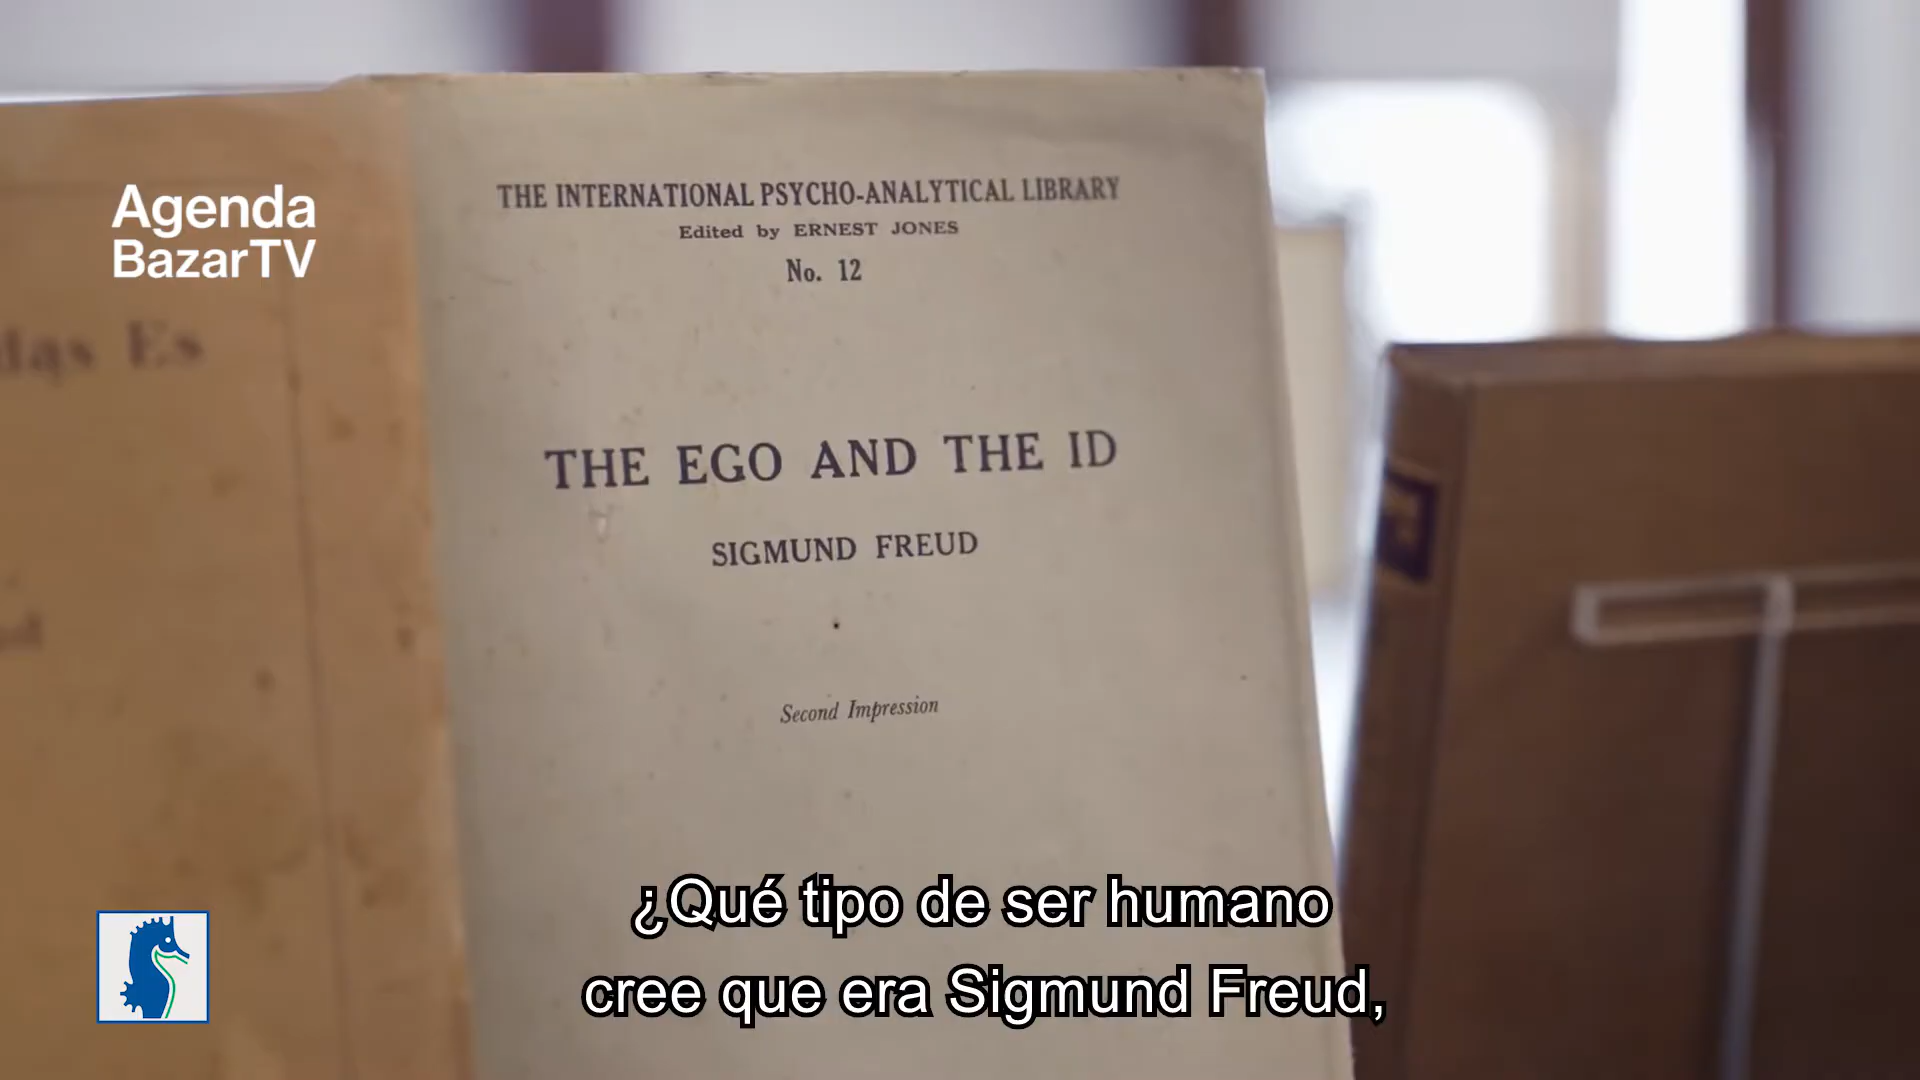 Agenda
BazarTV
THE INTERNATIONAL PSYCHO-ANALYTICAL LIBRARY
Edited by ERNEST JONES
No. 12
Es
THE EGO AND THE ID
SIGMUND FREUD
Second Impression
¿Qué tipo de ser humano
cree que era Sigmund Freud,